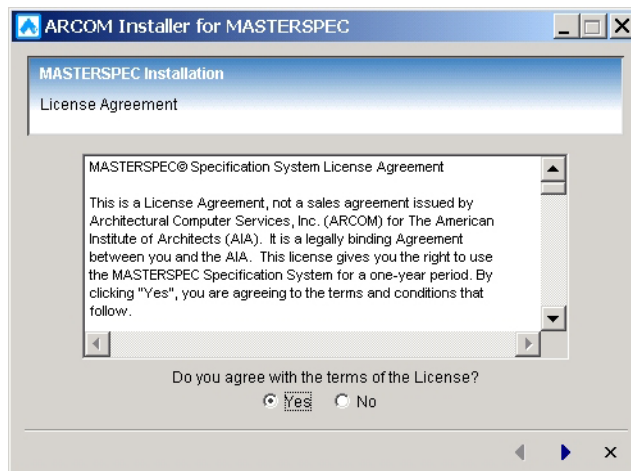 ARCOM Installer for MASTERSPEC
MASTERSPEC Installation
License Agreement
MASTERSPEC© Specification System License Agreement
This is a License Agreement, not a sales agreement issued by
Architectural Computer Services, Inc. (ARCOM) for The American
Institute of Architects (AIA). It is a legally binding Agreement
between you and the AIA. This license gives you the right to use
the MASTERSPEC Specification System for a one-year period. By
clicking "Yes", you are agreeing to the terms and conditions that
follow.
Do you agree with the terms of the License?
Yes No